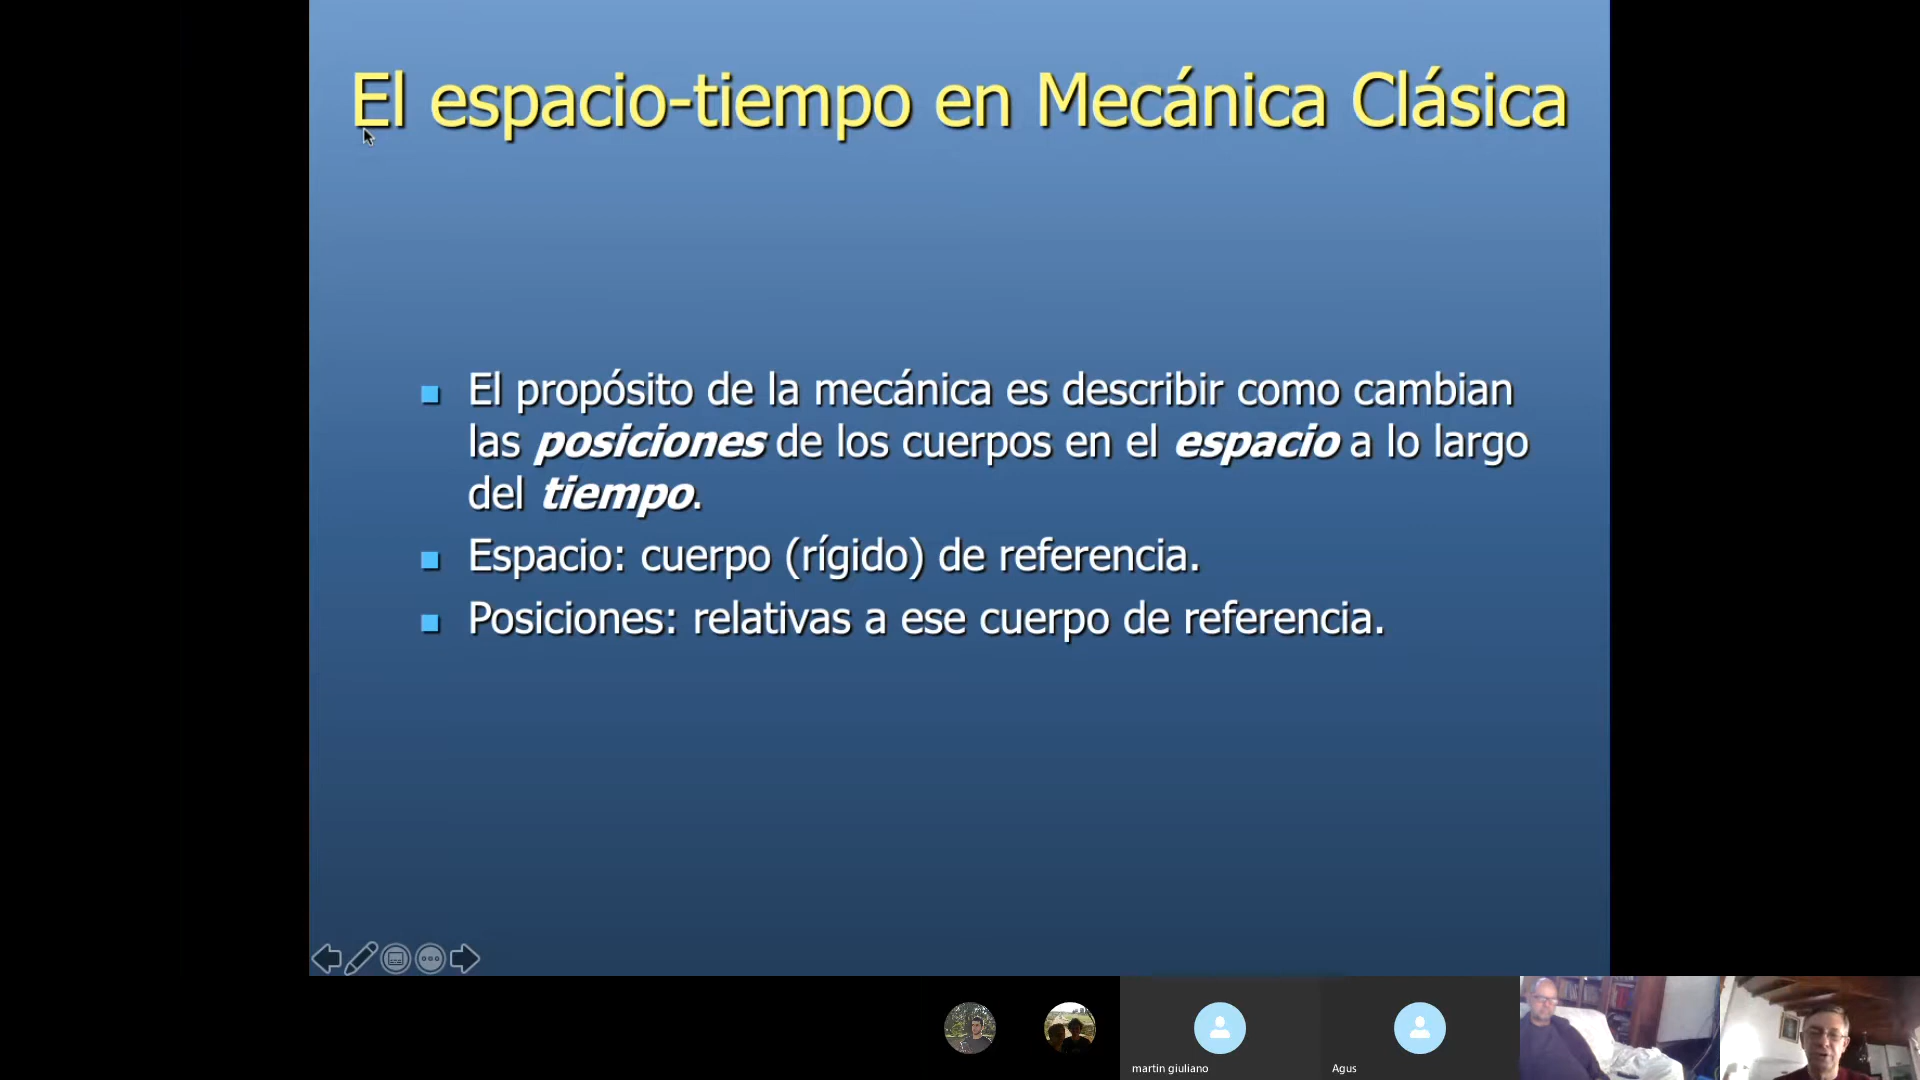 El espacio-tiempo en Mecánica Clásica
El propósito de la mecánica es describir como cambian
las posiciones de los cuerpos en el espacio a lo largo
del tiempo.
Espacio: cuerpo (rígido) de referencia.
Posiciones: relativas a ese cuerpo de referencia.
martin giuliano
Agus